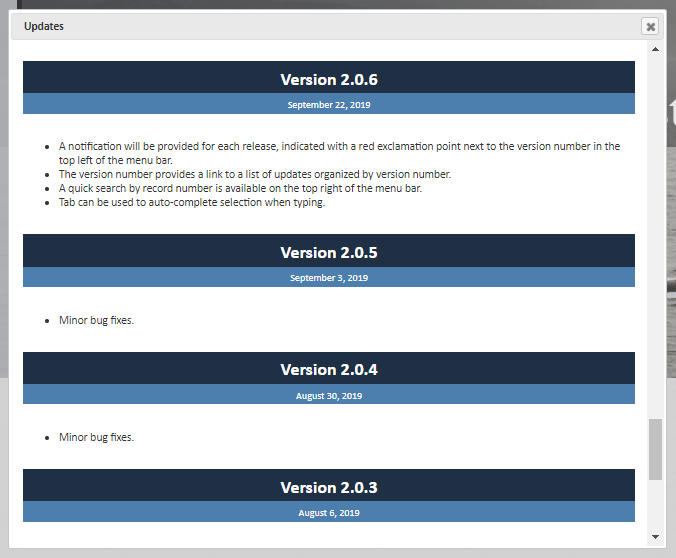 Updates
Version 2.0.6
September 22, 2019
• A notification will be provided for each release, indicated with a red exclamation point next to the version number in the
top left of the menu bar.
• The version number provides a link to a list of updates organized by version number.
• A quick search by record number is available on the top right of the menu bar.
• Tab can be used to auto-complete selection when typing.
Version 2.0.5
September 3, 2019
• Minor bug fixes.
Version 2.0.4
August 30, 2019
• Minor bug fixes.
Version 2.0.3
August 6, 2019